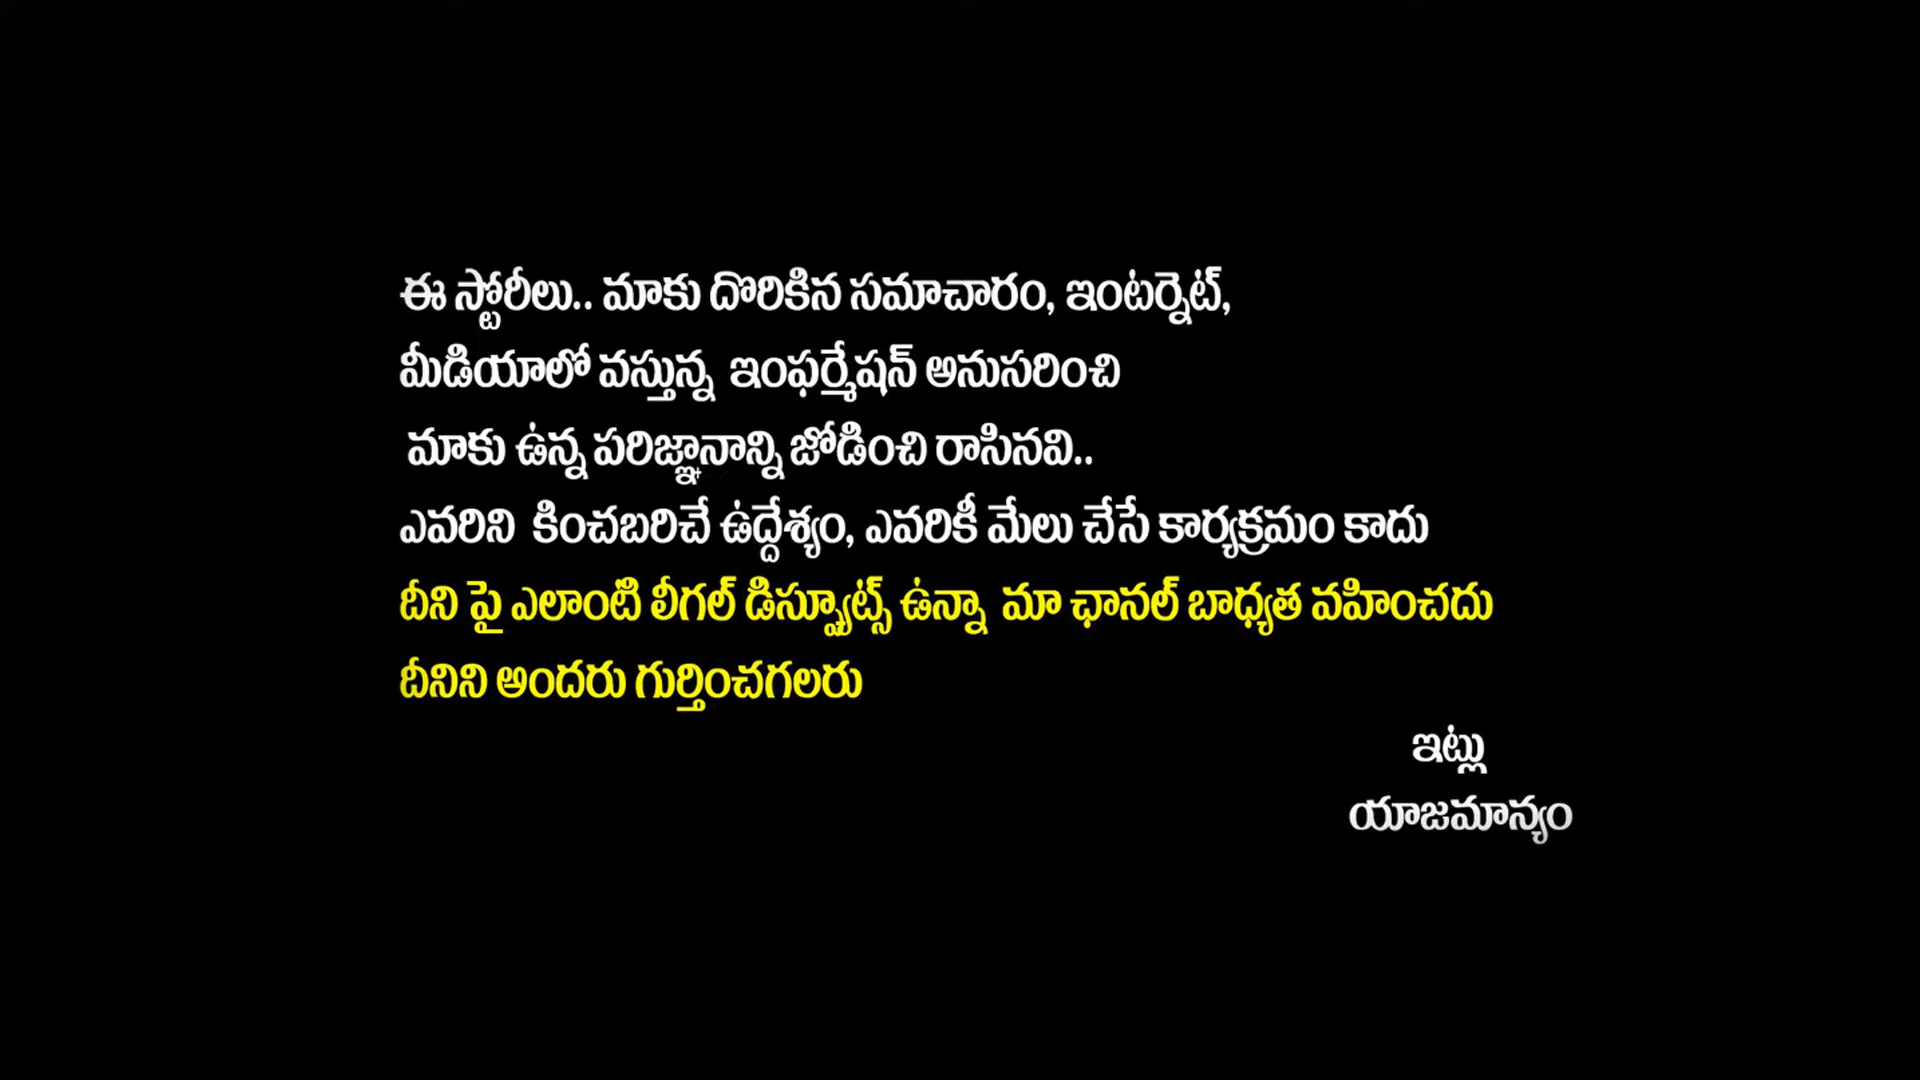 ఈ స్టోరీలు.. మాకు దొరికిన సమాచారం, ఇంటర్నెట్,
మీడియాలో వస్తున్న ఇంఫర్మేషన్ అనుసరించి
మాకు ఉన్న పరిజ్ఞానాన్ని జోడించి రాసినవి..
ఎవరిని కించబరిచే ఉద్దేశ్యం, ఎవరికీ మేలు చేసే కార్యక్రమం కాదు
దీని పై ఎలాంటి లీగల్ డిస్ప్యూట్స్ ఉన్నా మా ఛానల్ బాధ్యత వహించదు
దీనిని అందరు గుర్తించగలరు
ఇట్లు
యాజమాన్యం